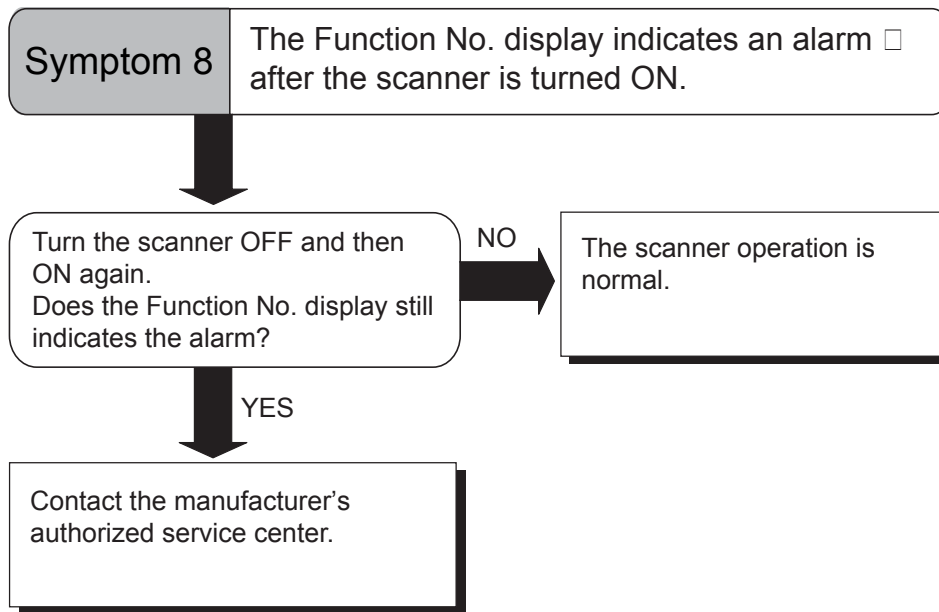 Symptom 8
The Function No. display indicates an alarm □
after the scanner is turned ON.
Turn the scanner OFF and then
ON again.
Does the Function No. display still
indicates the alarm?
NO
The scanner operation is
normal.
YES
Contact the manufacturer’s
authorized service center.